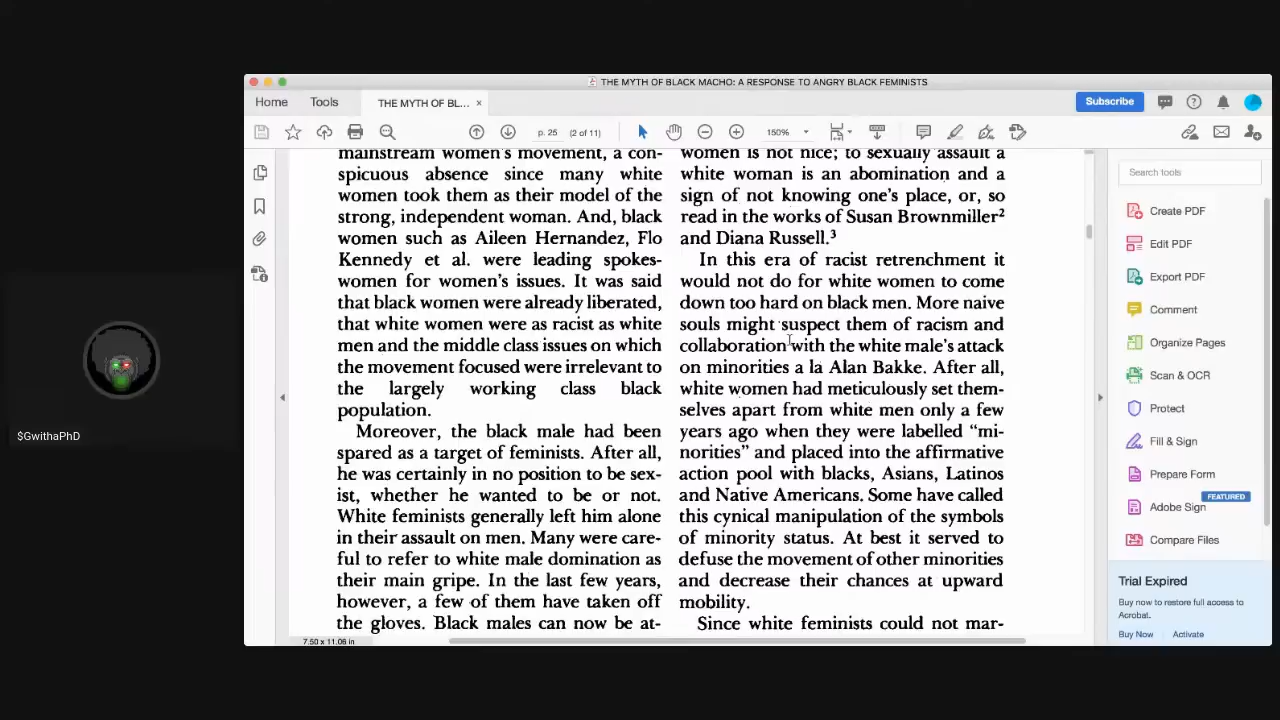 THE MYTH OF BLACK MACHO: A RESPONSE TO ANGRY BLACK FEMINISTS
Home
Tools
THE MYTH OF BL... ×
Subscribe
p. 25
(2 of 11)
150%
mainstream women's movement, a con-
spicuous absence since many white
women took them as their model of the
strong, independent woman. And, black
women such as Aileen Hernandez, Flo
Kennedy et al. were leading spokes-
women for women's issues. It was said
that black women were already liberated,
that white women were as racist as white
men and the middle class issues on which
the movement focused were irrelevant to
the largely working class black
population.
Moreover, the black male had been
spared as a target of feminists. After all,
he was certainly in no position to be sex-
ist, whether he wanted to be or not.
White feminists generally left him alone
in their assault on men. Many were care-
ful to refer to white male domination as
their main gripe. In the last few years,
however, a few of them have taken off
the gloves. Black males can now be at-
women is not nice; to sexually assault a
white woman is an abomination and a
sign of not knowing one's place, or, so
read in the works of Susan Brownmiller²
and Diana Russell.³
In this era of racist retrenchment it
would not do for white women to come
down too hard on black men. More naive
souls might suspect them of racism and
collaboration with the white male's attack
on minorities a la Alan Bakke. After all,
white women had meticulously set them-
selves apart from white men only a few
years ago when they were labelled "mi-
norities" and placed into the affirmative
action pool with blacks, Asians, Latinos
and Native Americans. Some have called
this cynical manipulation of the symbols
of minority status. At best it served to
defuse the movement of other minorities
and decrease their chances at upward
mobility.
Since white feminists could not mar-
7.50 x 11.06 in
Search tools
Create PDF
Edit PDF
Export PDF
Comment
Organize Pages
Scan & OCR
Protect
Fill & Sign
Prepare Form
FEATURED
Adobe Sign
Compare Files
Trial Expired
Buy now to restore full access to
Acrobat.
Buy Now
Activate
$GwithaPhD